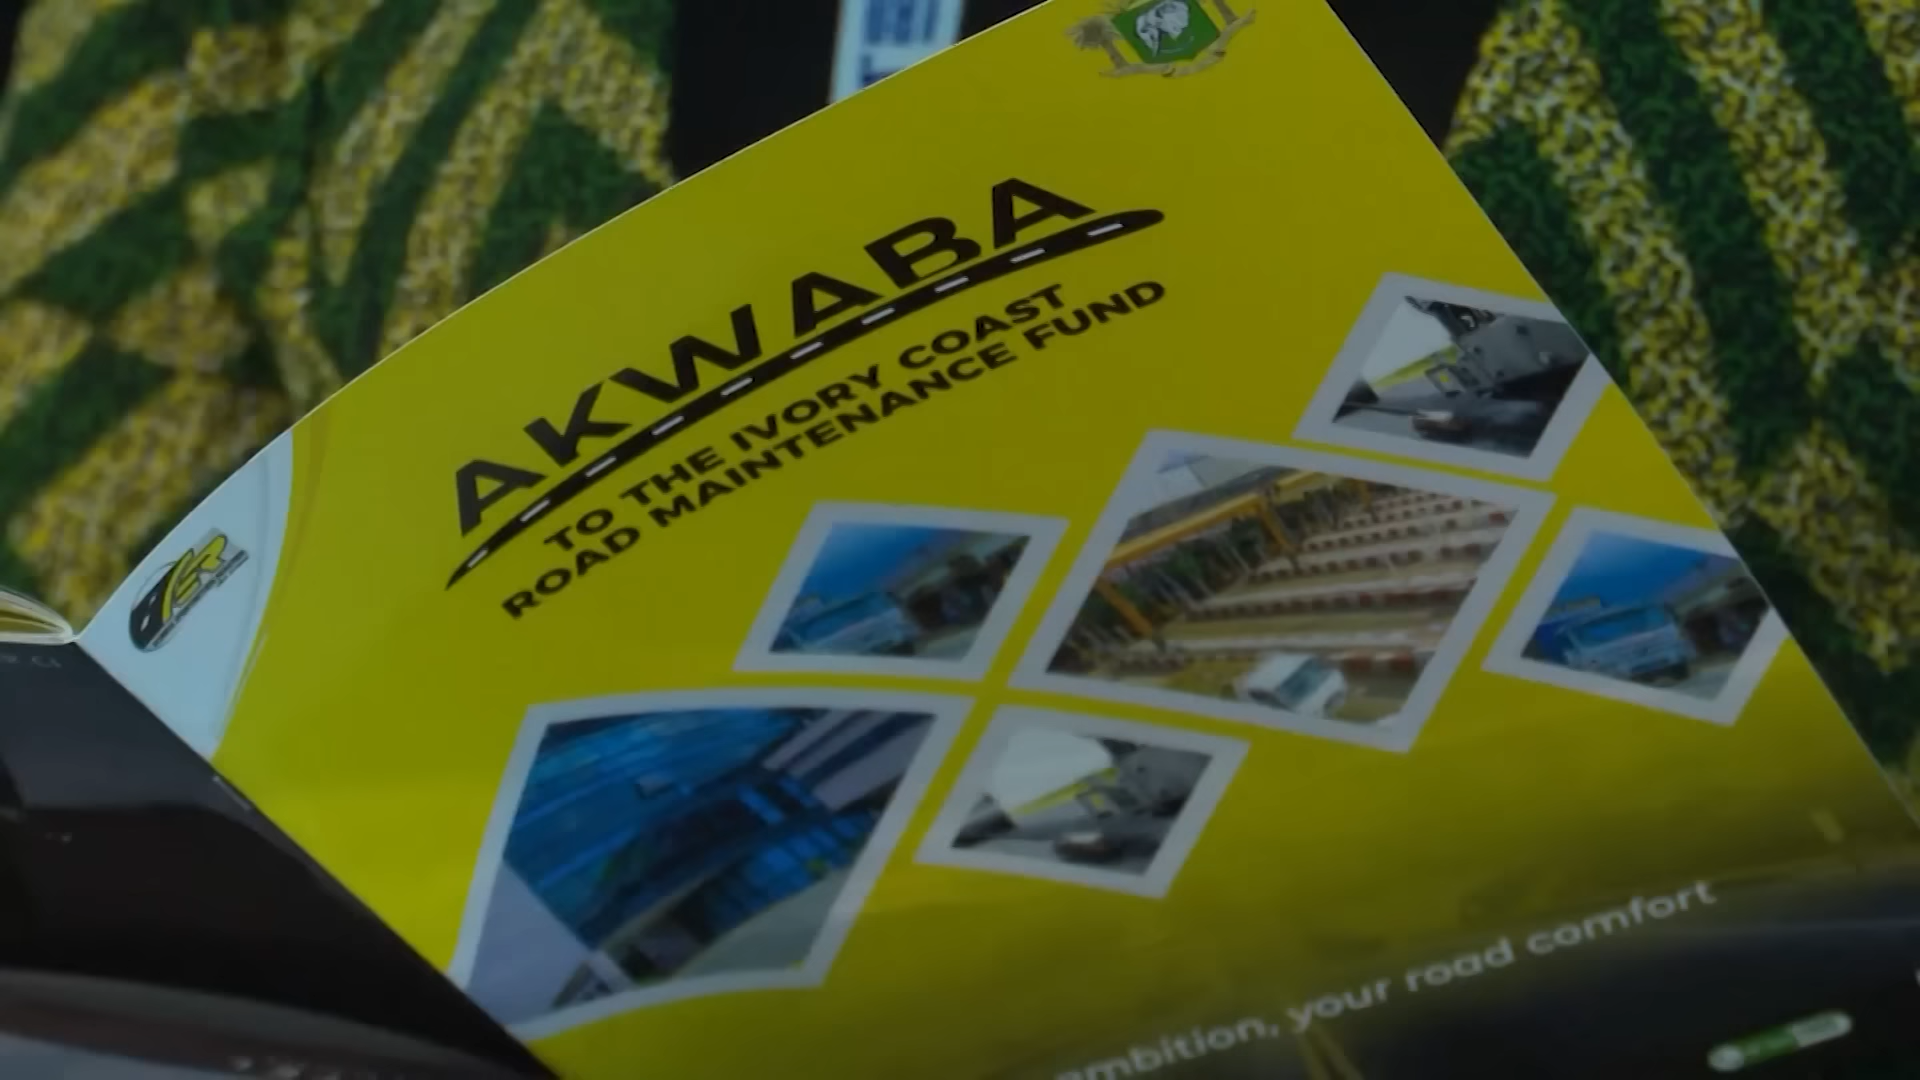 AKWABA
TO THE IVORY COAST
ROAD MAINTENANCE FUND
ambition, your road comfort